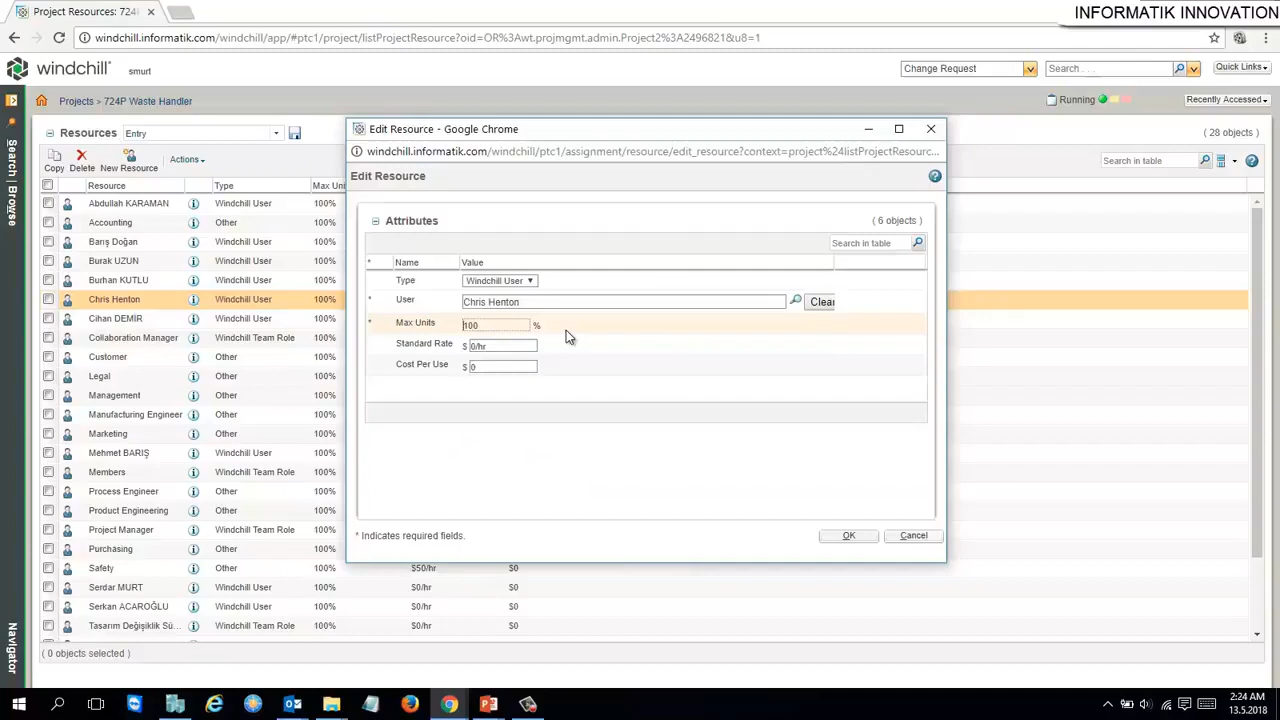 Project Resources: 724
INFORMATIK INNOVATION
windchill.informatik.com/windchill/app/#ptc1/project/listProjectResource?oid=OR%3Awt.projmgmt.admin.Project2%3A2496821&u8=1
windchill smurt
Change Request
Search . . .
Quick Links
Projects > 724P Waste Handler
Running
Recently Accessed
Resources
Entry
(28 objects)
Copy Delete New Resource Actions
Search in table
Resource Type Max Uni
Abdullah KARAMAN Windchill User 100%
Accounting Other 100%
Barış Doğan Windchill User 100%
Burak UZUN Windchill User 100%
Burhan KUTLU Windchill User 100%
Chris Henton Windchill User 100%
Cihan DEMİR Windchill User 100%
Collaboration Manager Windchill Team Role 100%
Customer Other 100%
Legal Other 100%
Management Other 100%
Manufacturing Engineer Other 100%
Marketing Other 100%
Mehmet BARIŞ Windchill User 100%
Members Windchill Team Role 100%
Process Engineer Other 100%
Product Engineering Other 100%
Project Manager Windchill Team Role 100%
Purchasing Other 100%
Safety Other 100% $50/hr $0
Serdar MURT Windchill User 100% $0/hr $0
Serkan ACAROĞLU Windchill User 100% $0/hr $0
Tasarım Değişiklik Sü... Windchill Team Role 100% $0/hr $0
( 0 objects selected )
Search | Browse
Navigator
Edit Resource - Google Chrome
windchill.informatik.com/windchill/ptc1/assignment/resource/edit_resource?context=project%24listProjectResourc...
Edit Resource
Attributes
( 6 objects )
Search in table
* Name Value
Type Windchill User
* User Chris Henton Clear
* Max Units 100 %
Standard Rate $ 0/hr
Cost Per Use $ 0
* Indicates required fields.
OK Cancel
2:24 AM
13.5.2018